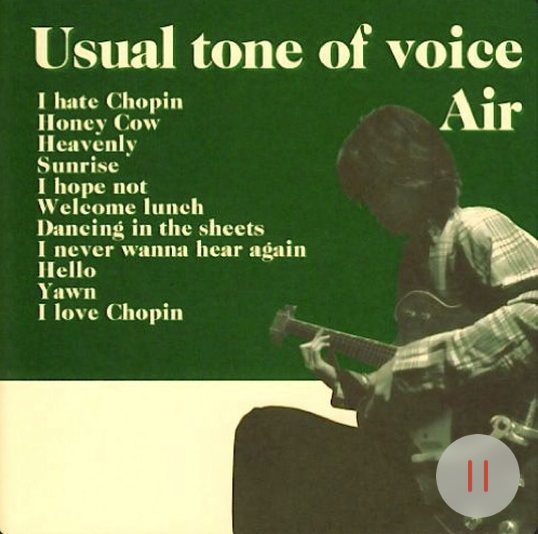 Usual tone of voice
Air
I hate Chopin
Honey Cow
Heavenly
Sunrise
I hope not
Welcome lunch
Dancing in the sheets
I never wanna hear again
Hello
Yawn
I love Chopin